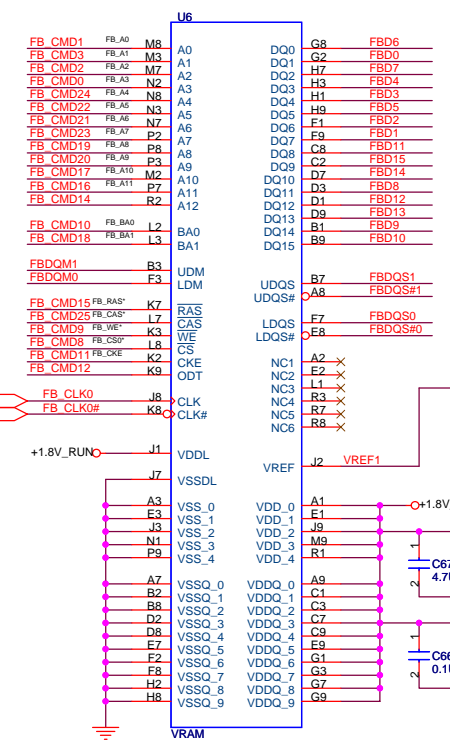 U6
FB_CMD1 FB_A0 M8 A0 DQ0 G8 FBD6
FB_CMD3 FB_A1 M3 A1 DQ1 G2 FBD0
FB_CMD2 FB_A2 M7 A2 DQ2 H7 FBD7
FB_CMD0 FB_A3 N2 A3 DQ3 H3 FBD4
FB_CMD24 FB_A4 N8 A4 DQ4 H1 FBD3
FB_CMD22 FB_A5 N3 A5 DQ5 H9 FBD5
FB_CMD21 FB_A6 N7 A6 DQ6 F1 FBD2
FB_CMD23 FB_A7 P2 A7 DQ7 F9 FBD1
FB_CMD19 FB_A8 P8 A8 DQ8 C8 FBD11
FB_CMD20 FB_A9 P3 A9 DQ9 C2 FBD15
FB_CMD17 FB_A10 M2 A10 DQ10 D7 FBD14
FB_CMD16 FB_A11 P7 A11 DQ11 D3 FBD8
FB_CMD14 R2 A12 DQ12 D1 FBD12
DQ13 D9 FBD13
FB_CMD10 FB_BA0 L2 BA0 DQ14 B1 FBD9
FB_CMD18 FB_BA1 L3 BA1 DQ15 B9 FBD10
FBDQM1 B3 UDM
FBDQM0 F3 LDM UDQS B7 FBDQS1
UDQS# A8 FBDQS#1
FB_CMD15 FB_RAS* K7 RAS
FB_CMD25 FB_CAS* L7 CAS LDQS F7 FBDQS0
FB_CMD9 FB_WE* K3 WE LDQS# E8 FBDQS#0
FB_CMD8 FB_CS0* L8 CS
FB_CMD11 FB_CKE K2 CKE NC1 A2
FB_CMD12 K9 ODT NC2 E2
NC3 L1
FB_CLK0 J8 CLK NC4 R3
FB_CLK0# K8 CLK# NC5 R7
NC6 R8
+1.8V_RUN J1 VDDL
VREF J2 VREF1
J7 VSSDL
A3 VSS_0 VDD_0 A1 +1.8V
E3 VSS_1 VDD_1 E1
J3 VSS_2 VDD_2 J9
N1 VSS_3 VDD_3 M9
P9 VSS_4 VDD_4 R1
1
C67
4.7U
2
A7 VSSQ_0 VDDQ_0 A9
B2 VSSQ_1 VDDQ_1 C1
B8 VSSQ_2 VDDQ_2 C3
D2 VSSQ_3 VDDQ_3 C7
D8 VSSQ_4 VDDQ_4 C9
E7 VSSQ_5 VDDQ_5 E9
F2 VSSQ_6 VDDQ_6 G1
F8 VSSQ_7 VDDQ_7 G3
H2 VSSQ_8 VDDQ_8 G7
H8 VSSQ_9 VDDQ_9 G9
1
C66
0.1U
2
VRAM